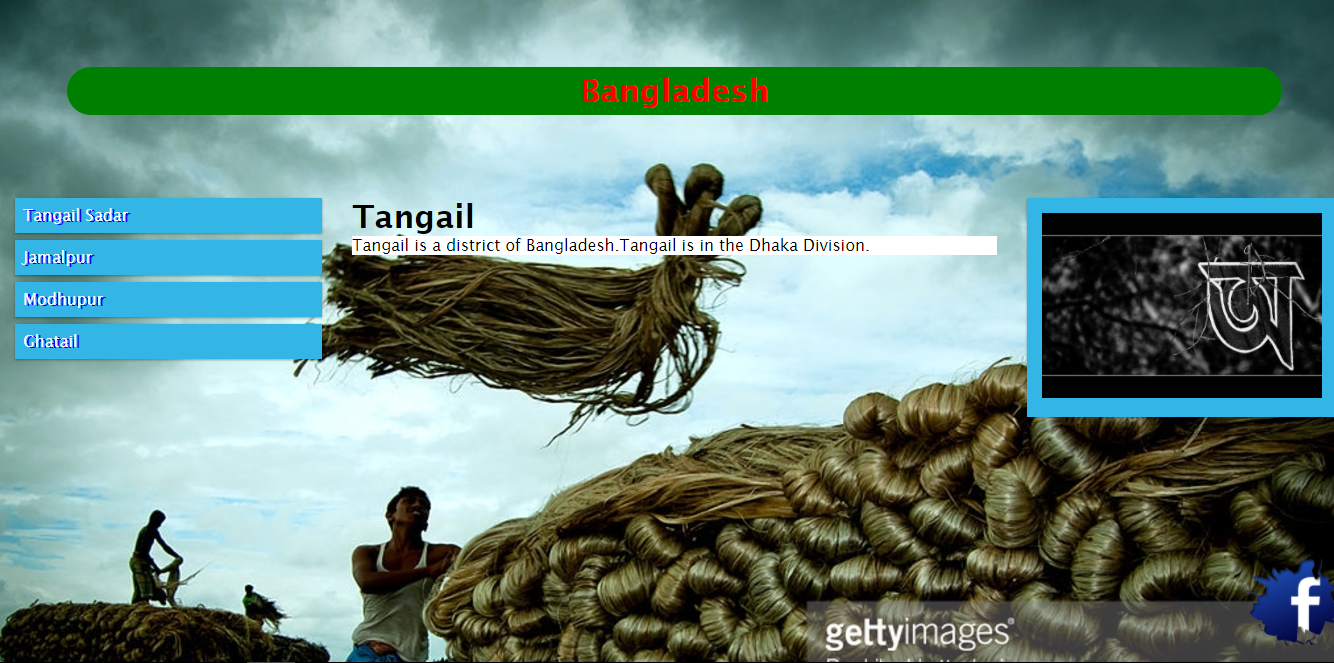 Bangladesh
Tangail Sadar
Jamalpur
Modhupur
Ghatail
Tangail
Tangail is a district of Bangladesh.Tangail is in the Dhaka Division.
অ
gettyimages®
f